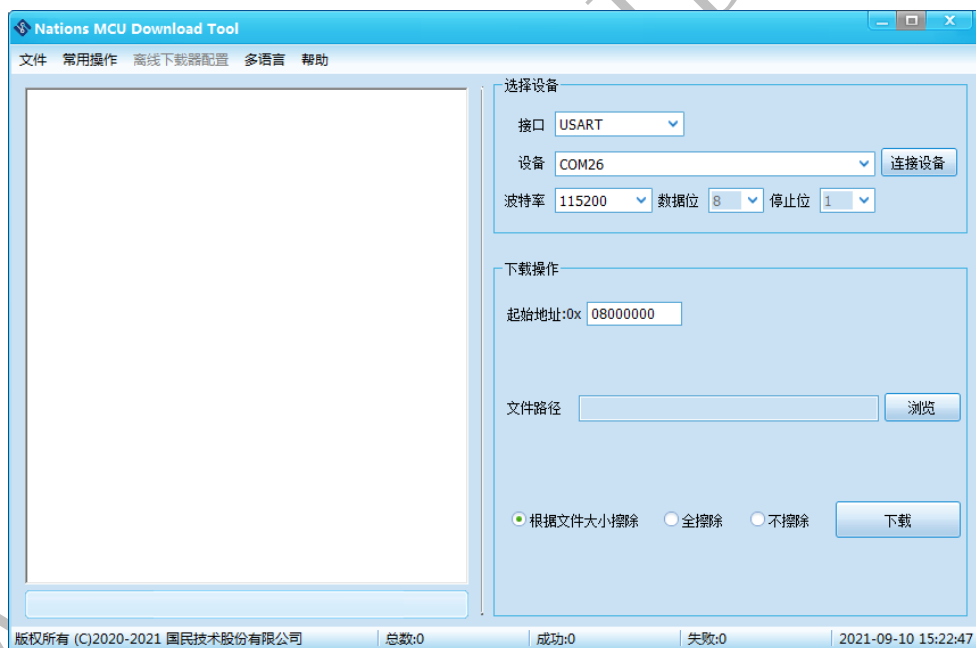 Nations MCU Download Tool
文件 常用操作 离线下载器配置 多语言 帮助
选择设备
接口 USART
设备 COM26 连接设备
波特率 115200 数据位 8 停止位 1
下载操作
起始地址:0x 08000000
文件路径 浏览
根据文件大小擦除 全擦除 不擦除 下载
版权所有 (C)2020-2021 国民技术股份有限公司 总数:0 成功:0 失败:0 2021-09-10 15:22:47